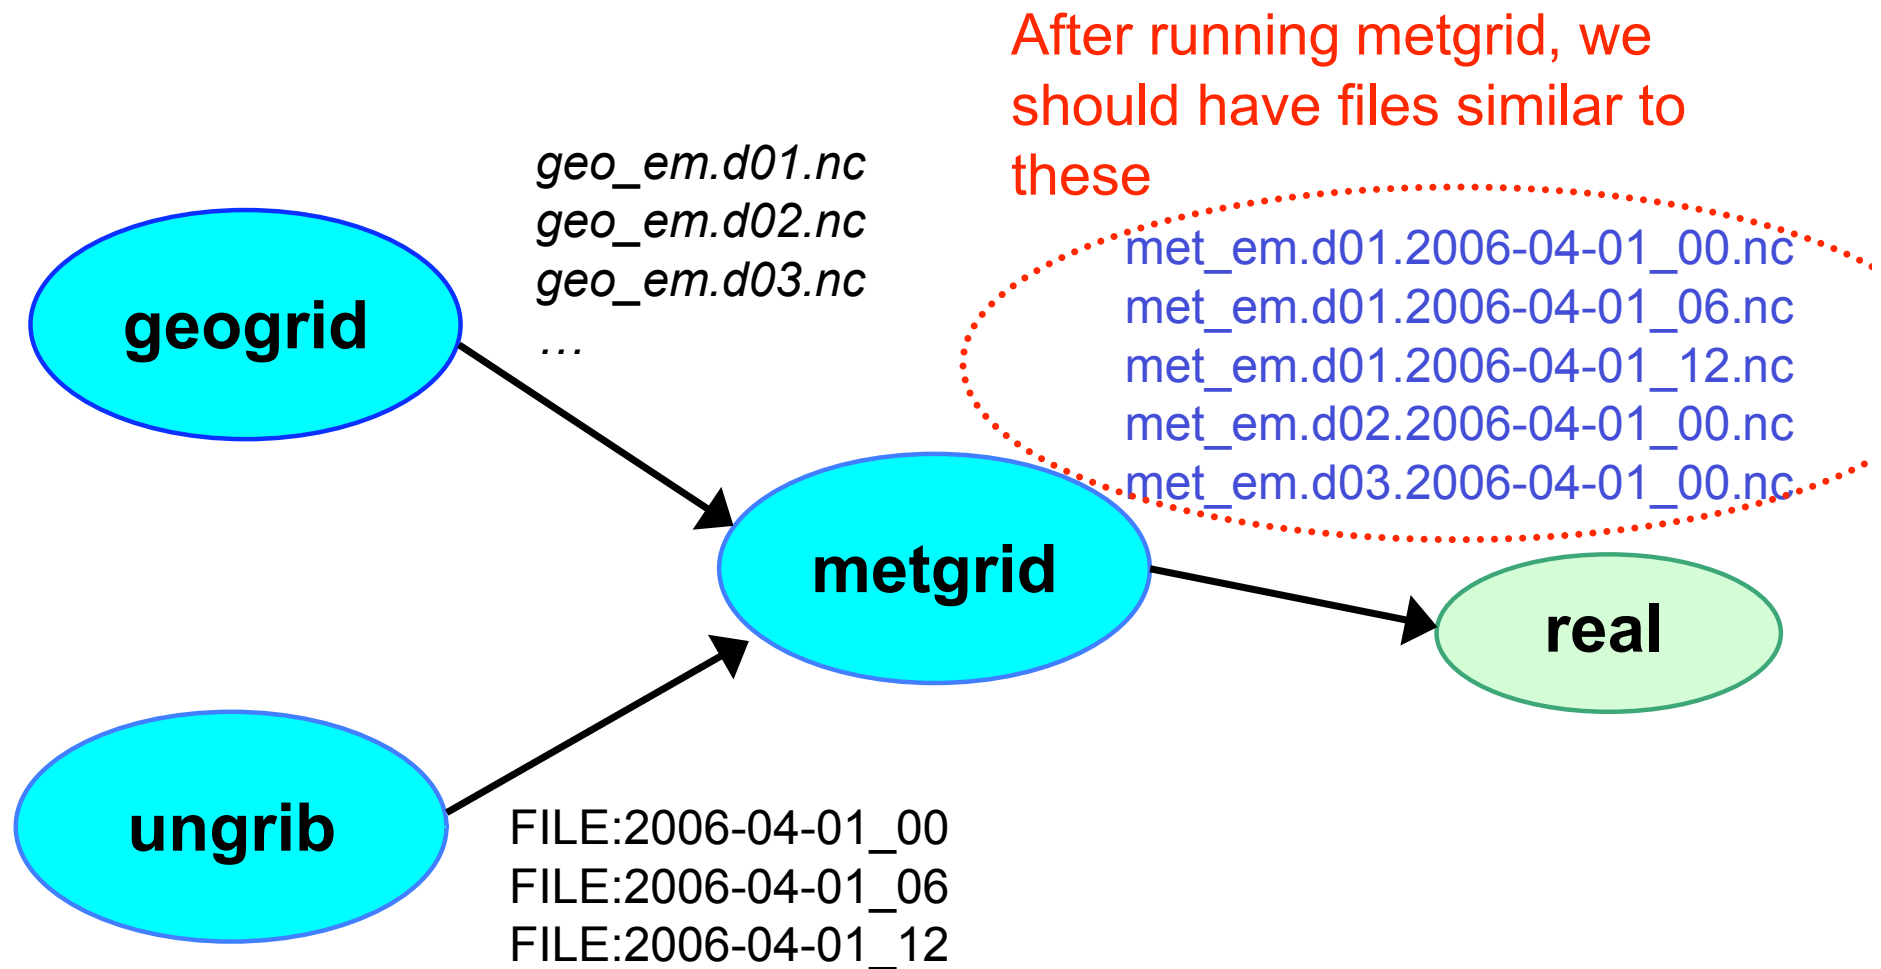 After running metgrid, we
should have files similar to
these
geo_em.d01.nc
geo_em.d02.nc
geo_em.d03.nc
…
met_em.d01.2006-04-01_00.nc
met_em.d01.2006-04-01_06.nc
met_em.d01.2006-04-01_12.nc
met_em.d02.2006-04-01_00.nc
met_em.d03.2006-04-01_00.nc
geogrid
metgrid
real
ungrib
FILE:2006-04-01_00
FILE:2006-04-01_06
FILE:2006-04-01_12